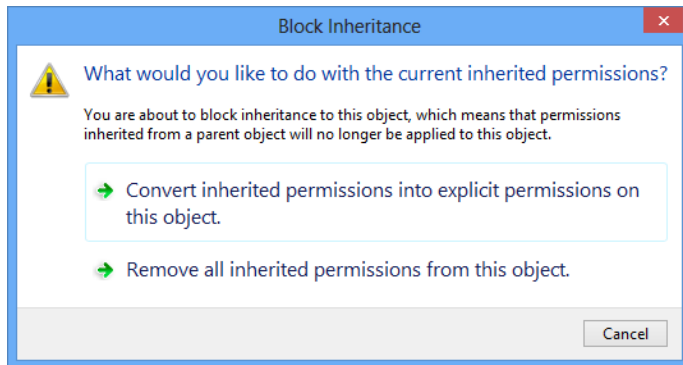 Block Inheritance
What would you like to do with the current inherited permissions?
You are about to block inheritance to this object, which means that permissions
inherited from a parent object will no longer be applied to this object.
Convert inherited permissions into explicit permissions on
this object.
Remove all inherited permissions from this object.
Cancel